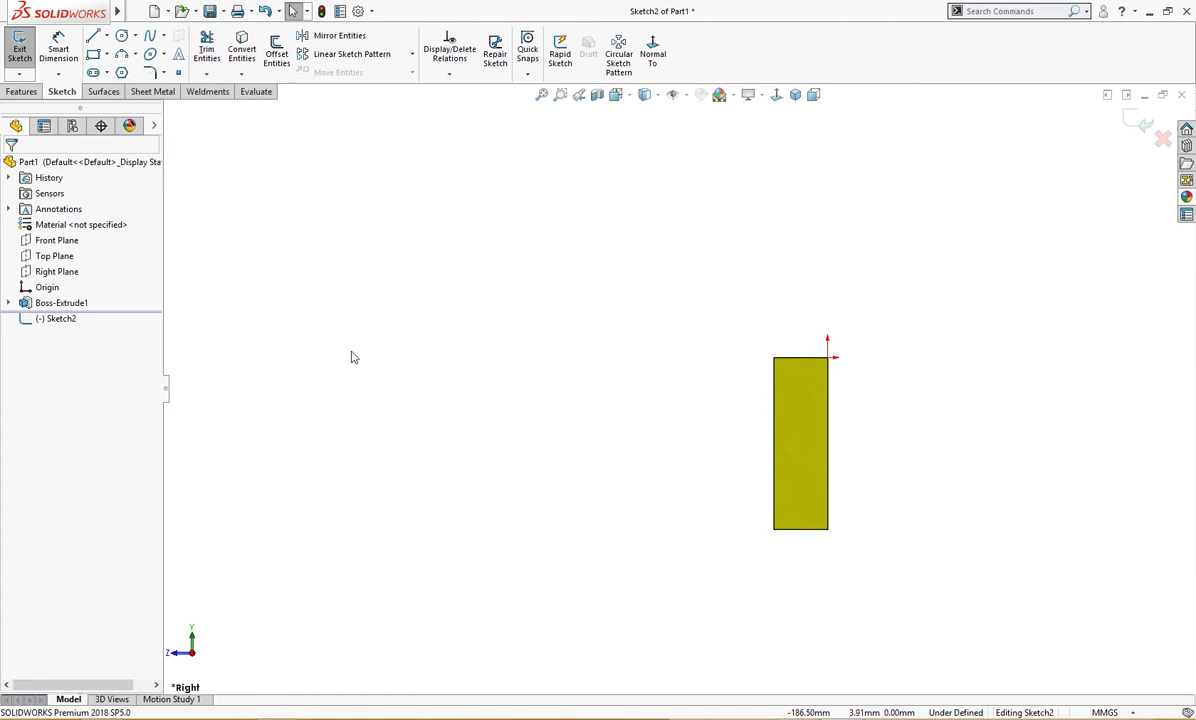 SOLIDWORKS
Sketch2 of Part1 *
Search Commands
?
Exit Sketch
Smart Dimension
Trim Entities
Convert Entities
Offset Entities
Mirror Entities
Linear Sketch Pattern
Move Entities
Display/Delete Relations
Repair Sketch
Quick Snaps
Rapid Sketch
Draft
Circular Sketch Pattern
Normal To
Features
Sketch
Surfaces
Sheet Metal
Weldments
Evaluate
Part1 (Default<<Default>_Display Sta
History
Sensors
Annotations
Material <not specified>
Front Plane
Top Plane
Right Plane
Origin
Boss-Extrude1
(-) Sketch2
Y
Z
*Right
Model
3D Views
Motion Study 1
SOLIDWORKS Premium 2018 SP5.0
-186.50mm
3.91mm
0.00mm
Under Defined
Editing Sketch2
MMGS